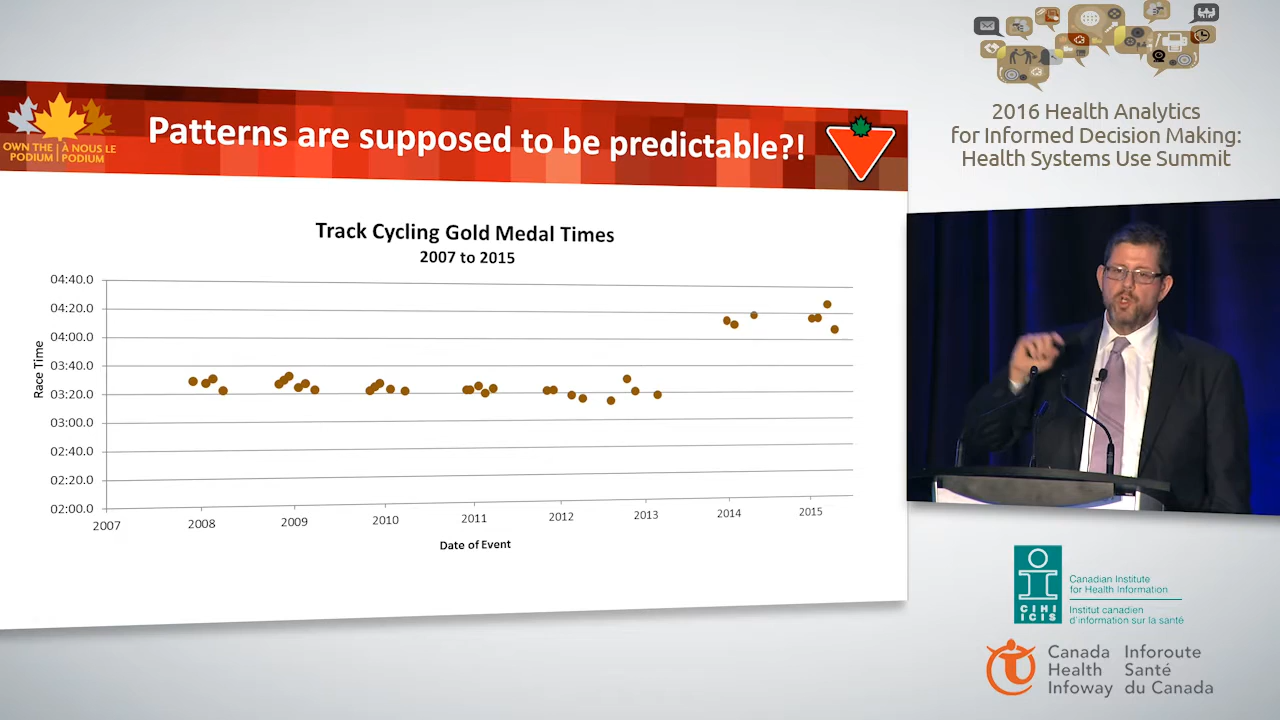 OWN THE
PODIUM
À NOUS LE
PODIUM
Patterns are supposed to be predictable?!
Track Cycling Gold Medal Times
2007 to 2015
04:40.0
04:20.0
04:00.0
03:40.0
03:20.0
03:00.0
02:40.0
02:20.0
02:00.0
Race Time
2007
2008
2009
2010
2011
2012
2013
2014
2015
Date of Event
2016 Health Analytics
for Informed Decision Making:
Health Systems Use Summit
CIHI
ICIS
Canadian Institute
for Health Information
Institut canadien
d'information sur la santé
Canada
Health
Infoway
Inforoute
Santé
du Canada